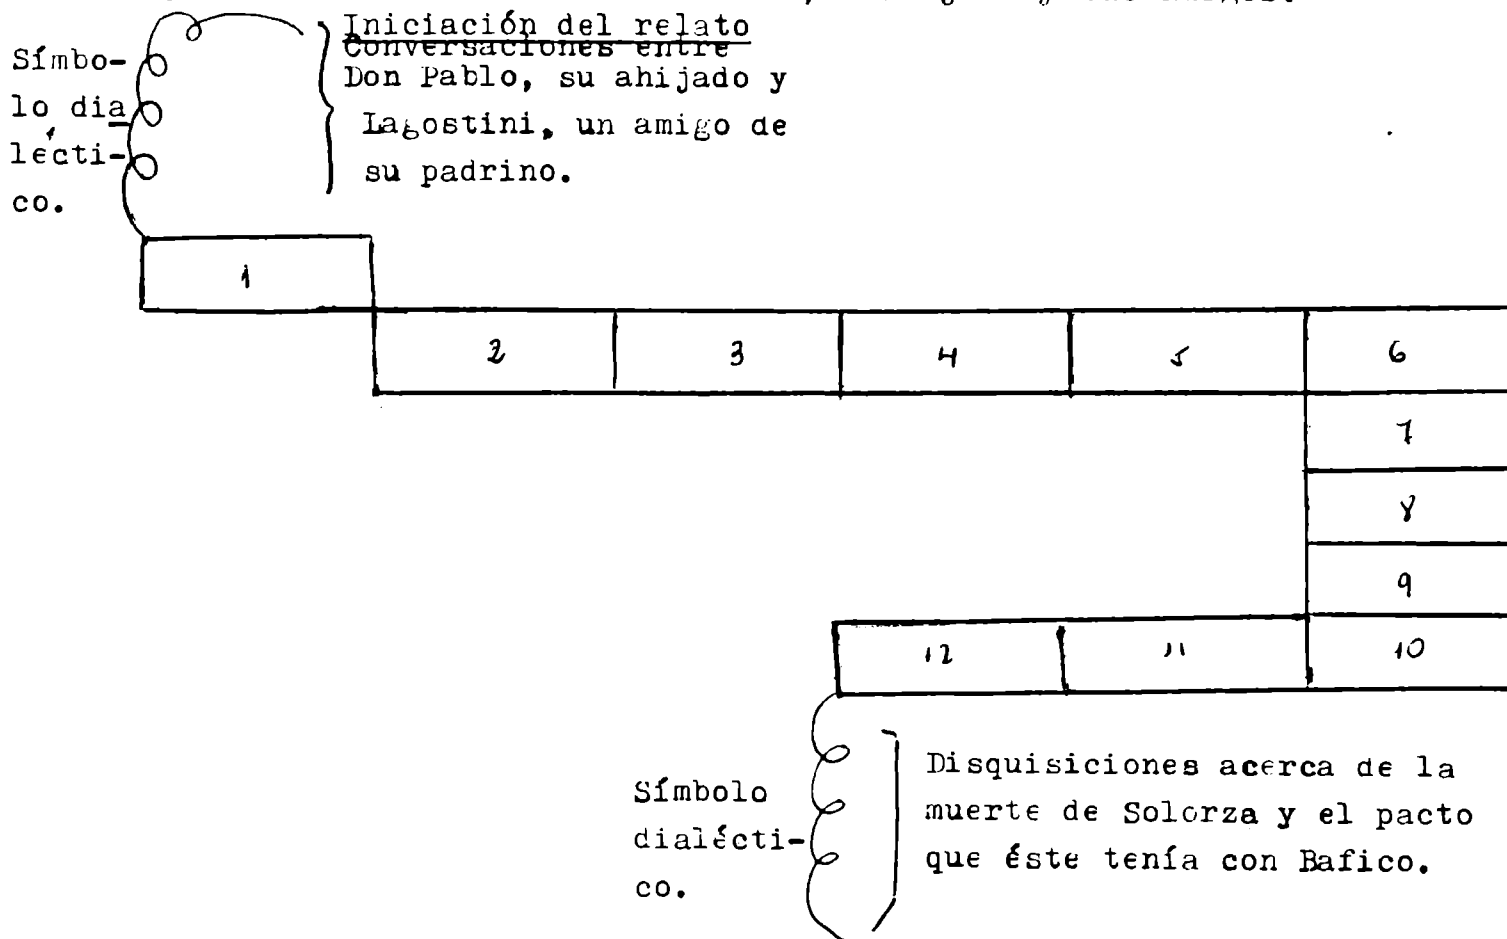 Iniciación del relato
Conversaciones entre
Don Pablo, su ahijado y
Lagostini, un amigo de
su padrino.
Símbo-
lo dia
lécti-
co.
1
2 3 4 5 6
7
8
9
12 11 10
Símbolo
dialécti-
co.
Disquisiciones acerca de la
muerte de Solorza y el pacto
que éste tenía con Bafico.